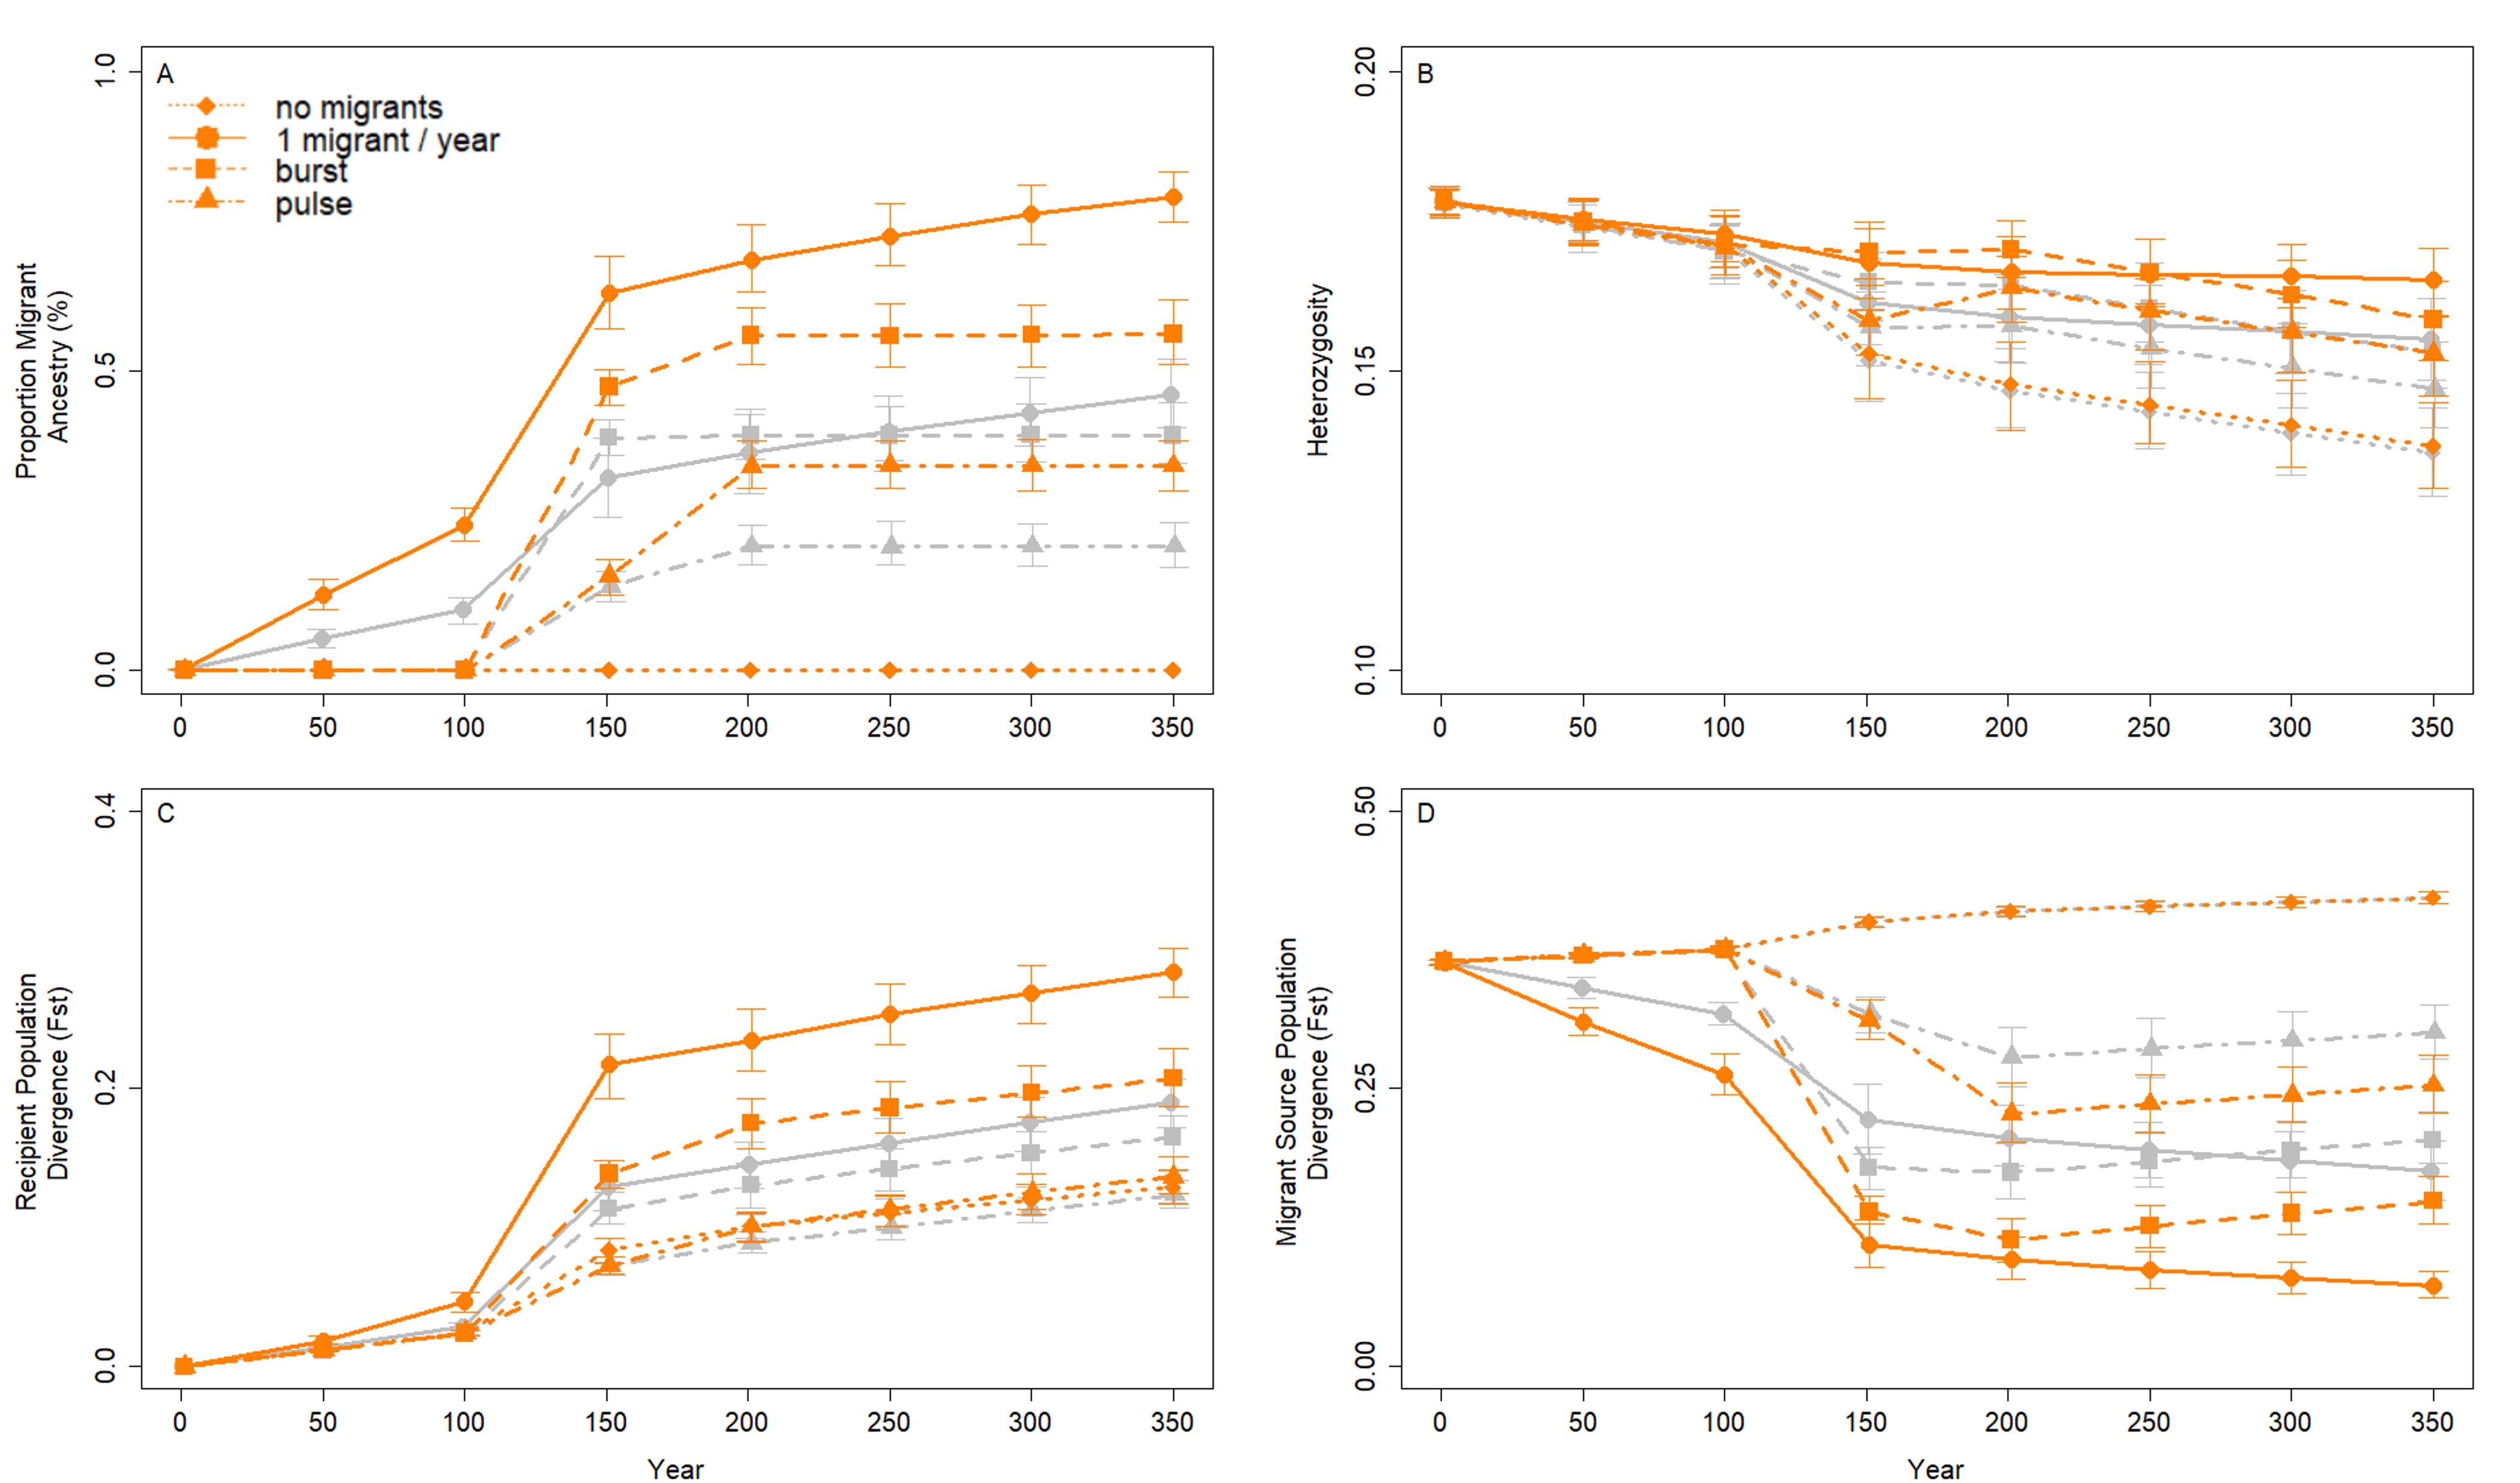 A
1.0
0.5
0.0
Proportion Migrant
Ancestry (%)
no migrants
1 migrant / year
burst
pulse
0 50 100 150 200 250 300 350
B
0.20
0.15
0.10
Heterozygosity
0 50 100 150 200 250 300 350
C
0.4
0.2
0.0
Recipient Population
Divergence (Fst)
0 50 100 150 200 250 300 350
Year
D
0.50
0.25
0.00
Migrant Source Population
Divergence (Fst)
0 50 100 150 200 250 300 350
Year